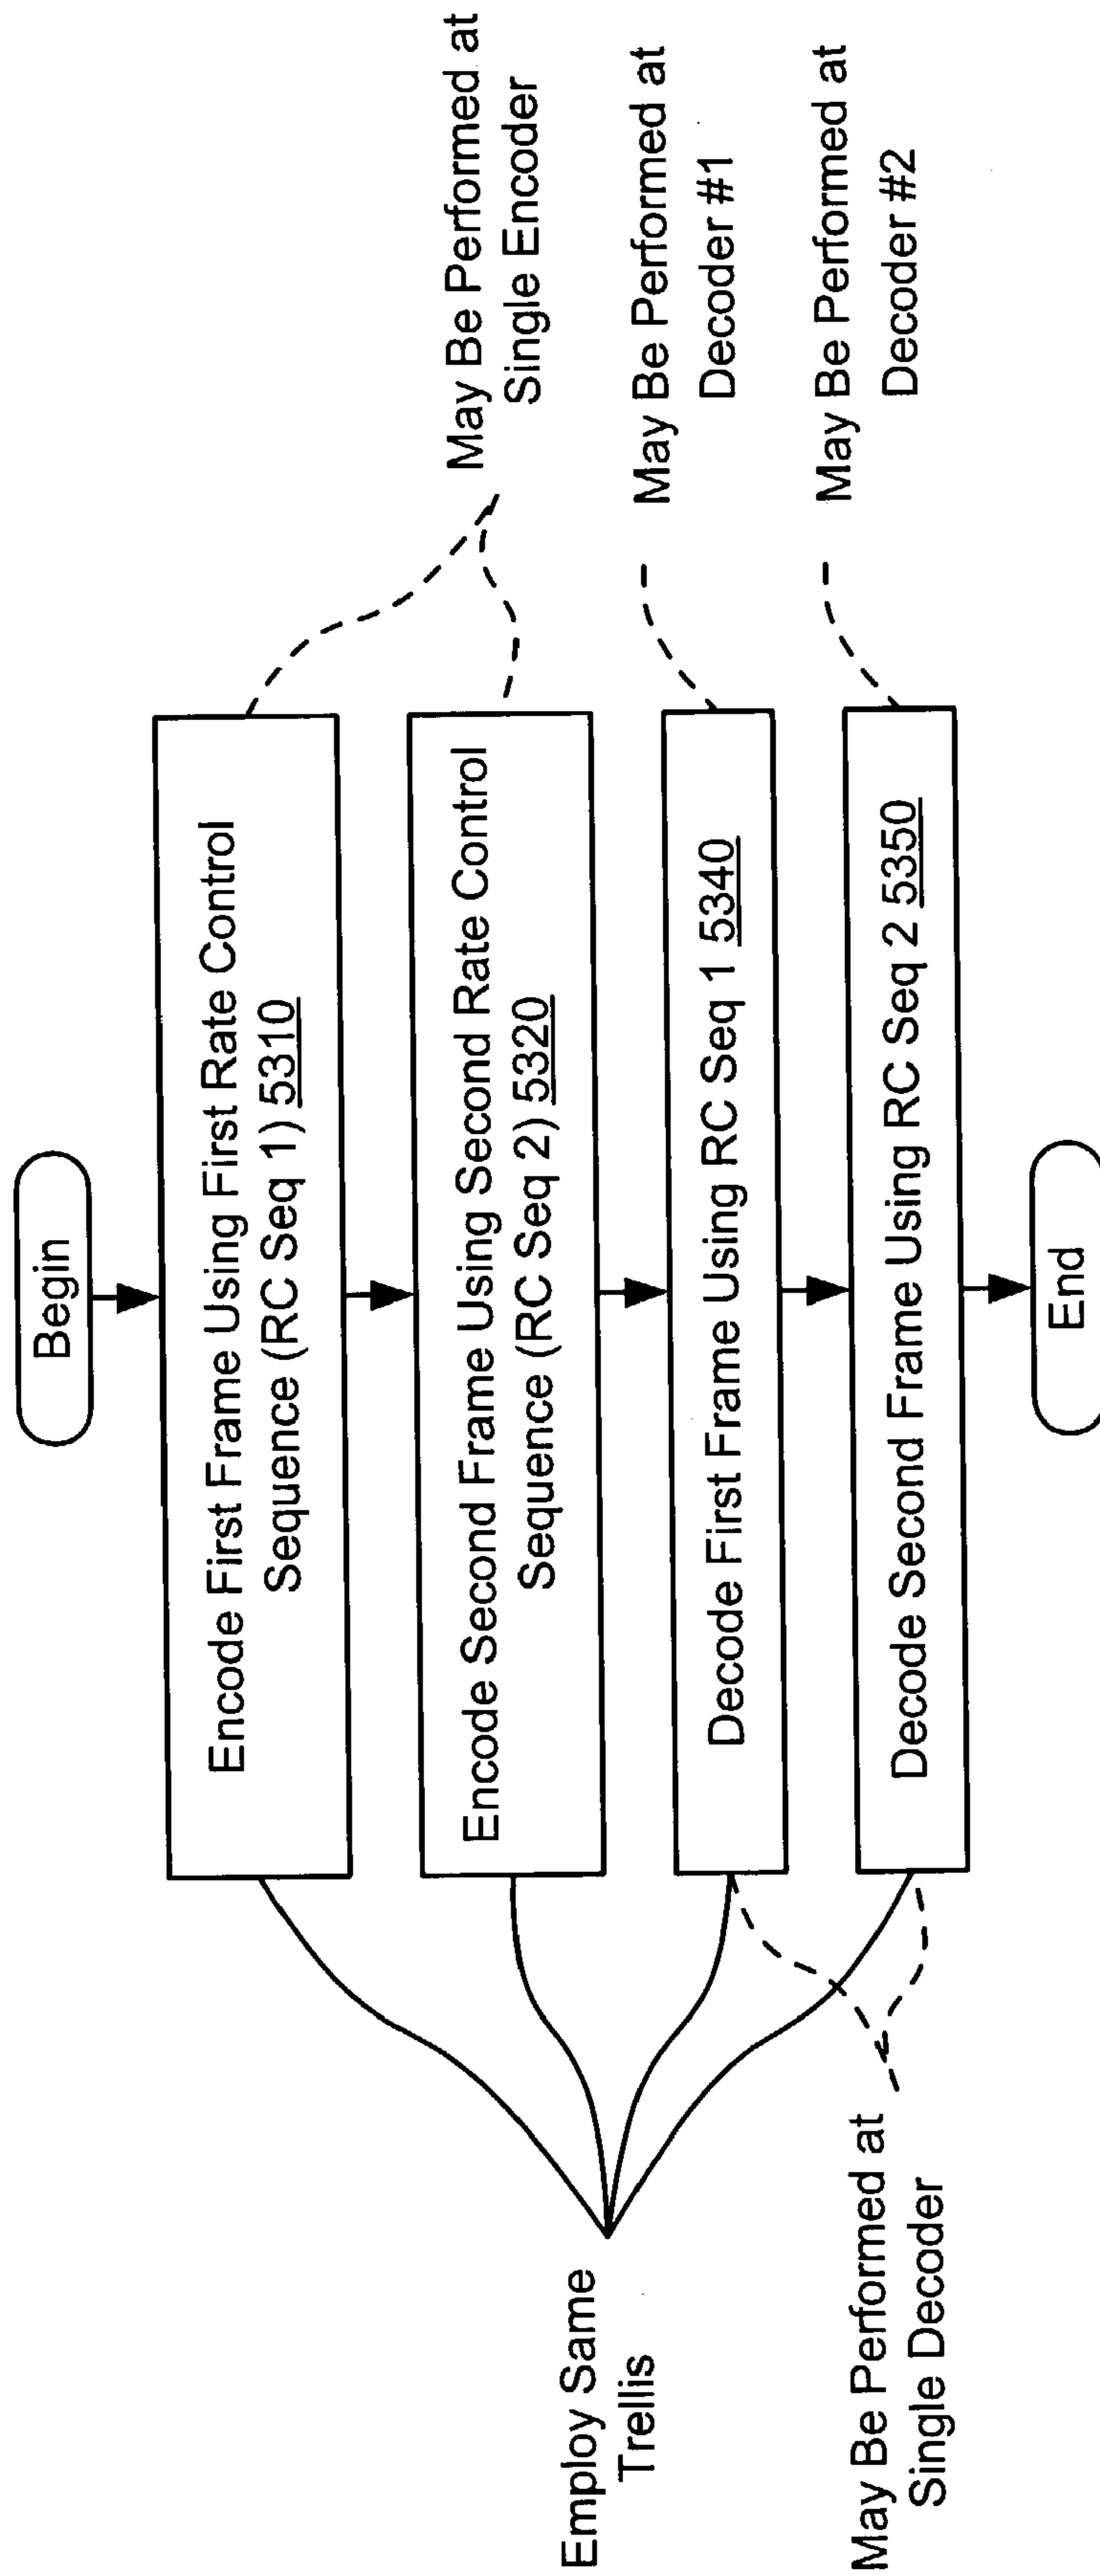 Begin
Encode First Frame Using First Rate Control
Sequence (RC Seq 1) 5310
Encode Second Frame Using Second Rate Control
Sequence (RC Seq 2) 5320
Decode First Frame Using RC Seq 1 5340
Decode Second Frame Using RC Seq 2 5350
End
Employ Same
Trellis
May Be Performed at
Single Decoder
May Be Performed at
Single Encoder
May Be Performed at
Decoder #1
May Be Performed at
Decoder #2